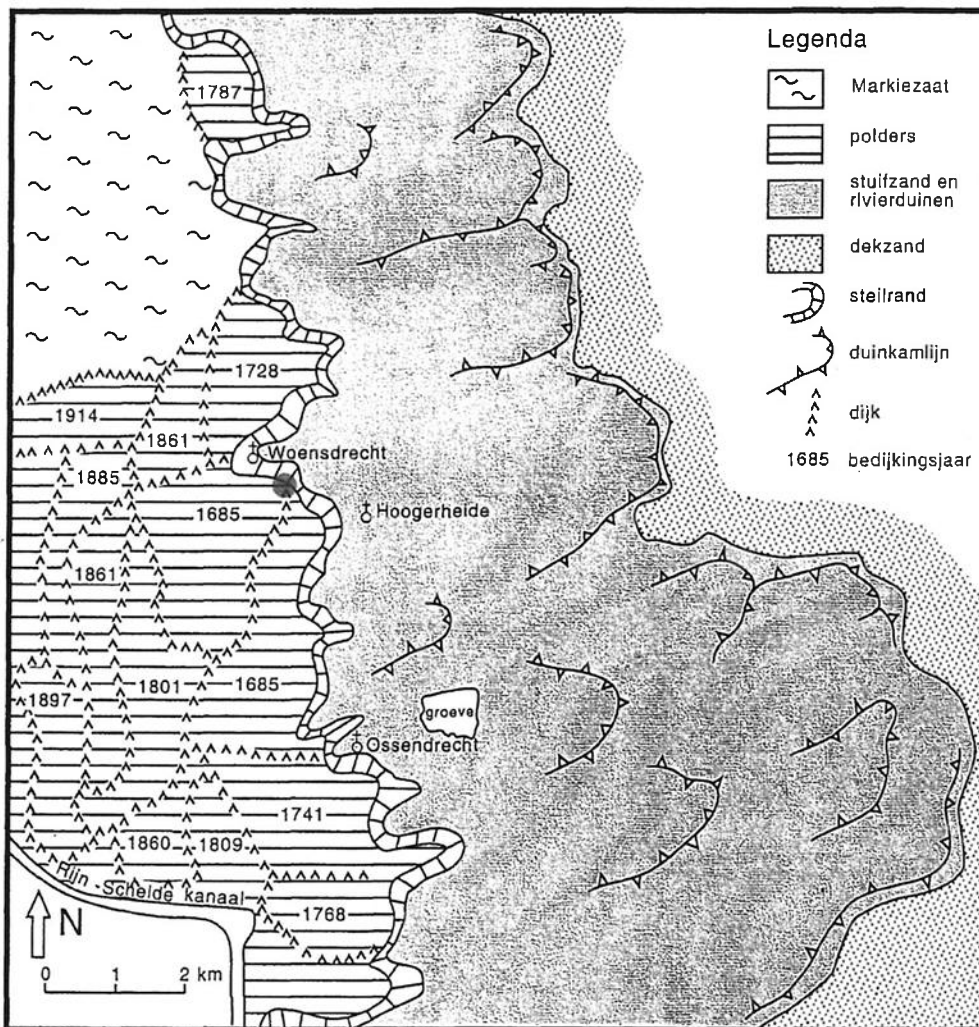 Legenda
Markiezaat
polders
stuifzand en
rivierduinen
dekzand
steilrand
duinkamlijn
dijk
1685 bedijkingsjaar
1787
1728
1914
1861
Woensdrecht
1885
1685
Hoogerheide
1861
1685
1897
1801
groeve
Ossendrecht
1741
1860
1809
Rijn - Schelde kanaal
1768
N
0 1 2 km